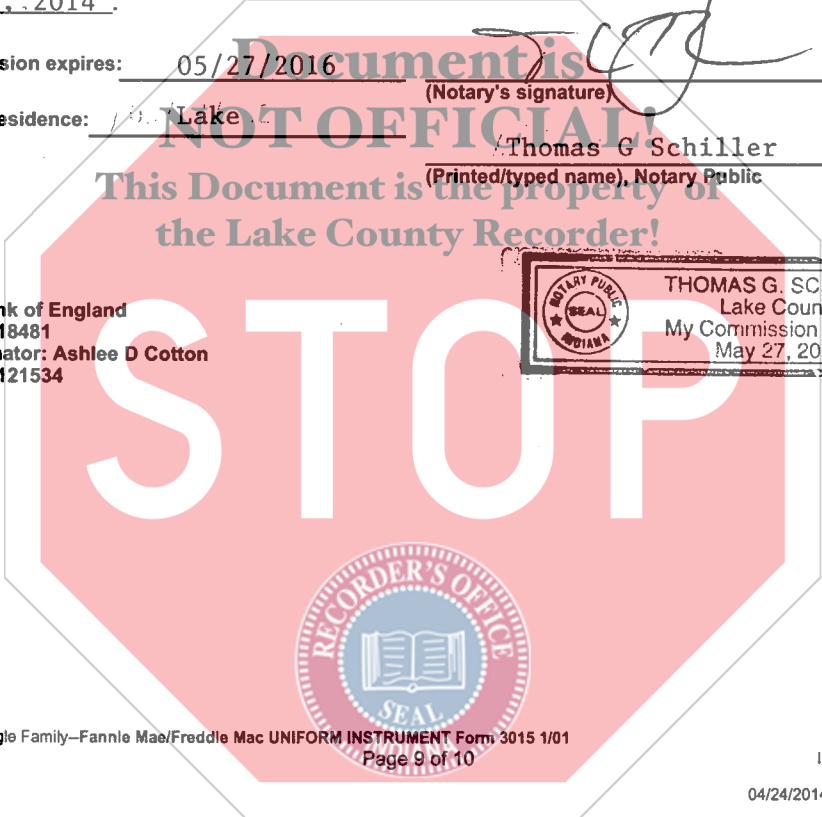 , 2014 .
sion expires: 05/27/2016
Document is
(Notary's signature)
esidence: Lake
NOT OFFICIAL!
Thomas G Schiller
(Printed/typed name), Notary Public
This Document is the property of
the Lake County Recorder!
NOTARY PUBLIC
SEAL
INDIANA
THOMAS G. SC
Lake Coun
My Commission
May 27, 20
nk of England
18481
ator: Ashlee D Cotton
121534
STOP
RECORDER'S OFFICE
SEAL
INDIANA
gle Family–Fannie Mae/Freddie Mac UNIFORM INSTRUMENT Form 3015 1/01
Page 9 of 10
04/24/2014